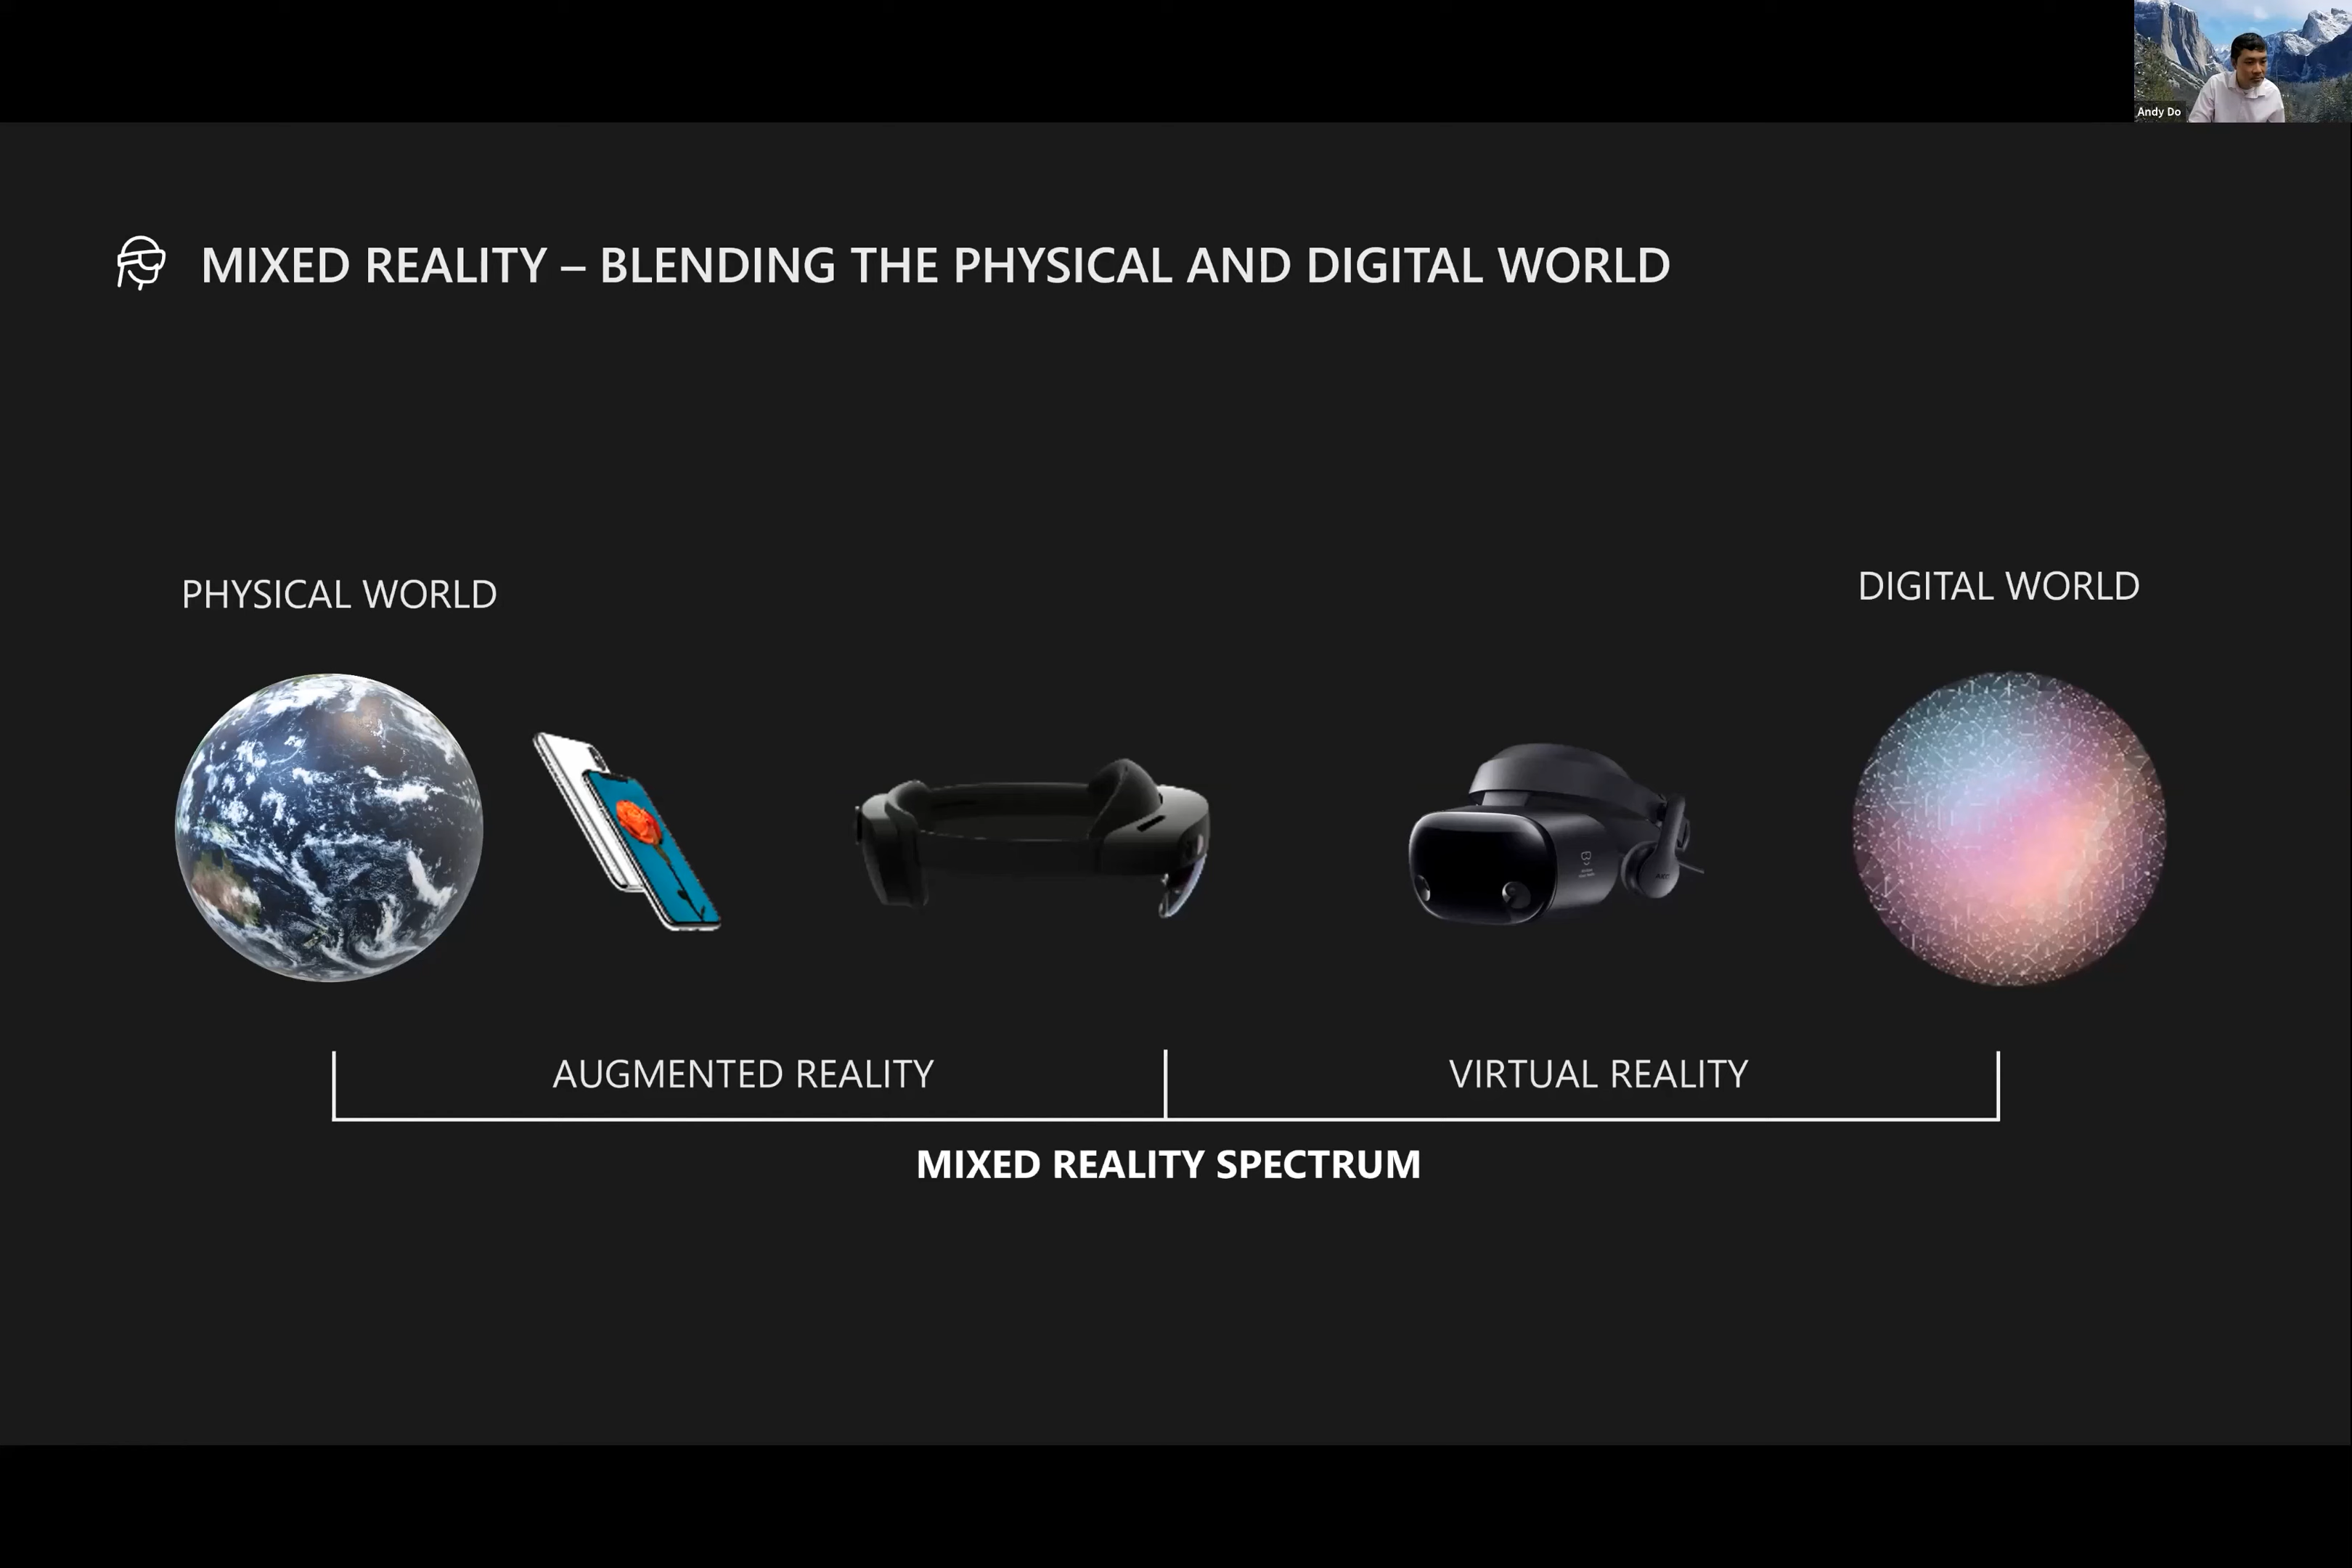 Andy Do
MIXED REALITY – BLENDING THE PHYSICAL AND DIGITAL WORLD
PHYSICAL WORLD
DIGITAL WORLD
AUGMENTED REALITY
VIRTUAL REALITY
MIXED REALITY SPECTRUM